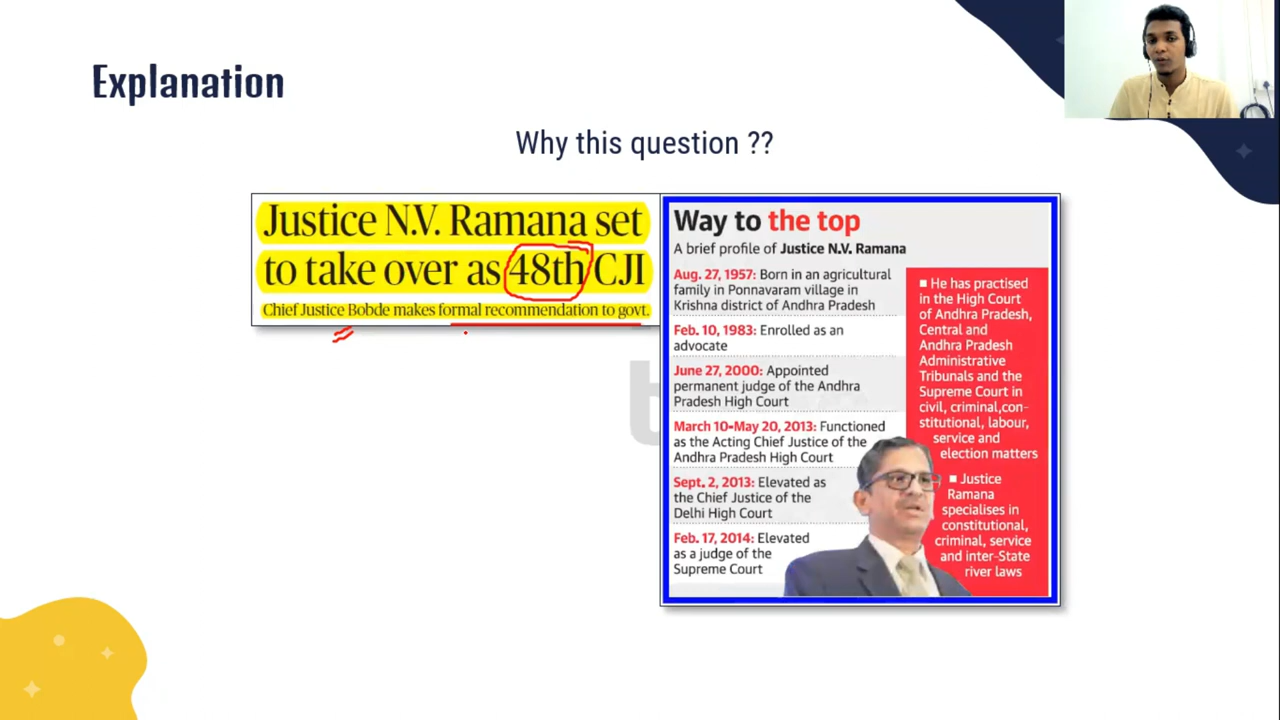 Explanation
Why this question ??
Justice N.V. Ramana set
to take over as 48th CJI
Chief Justice Bobde makes formal recommendation to govt.
Way to the top
A brief profile of Justice N.V. Ramana
Aug. 27, 1957: Born in an agricultural
family in Ponnavaram village in
Krishna district of Andhra Pradesh
Feb. 10, 1983: Enrolled as an
advocate
June 27, 2000: Appointed
permanent judge of the Andhra
Pradesh High Court
March 10-May 20, 2013: Functioned
as the Acting Chief Justice of the
Andhra Pradesh High Court
Sept. 2, 2013: Elevated as
the Chief Justice of the
Delhi High Court
Feb. 17, 2014: Elevated
as a judge of the
Supreme Court
■ He has practised
in the High Court
of Andhra Pradesh,
Central and
Andhra Pradesh
Administrative
Tribunals and the
Supreme Court in
civil, criminal,con-
stitutional, labour,
service and
election matters
■ Justice
Ramana
specialises in
constitutional,
criminal, service
and inter-State
river laws